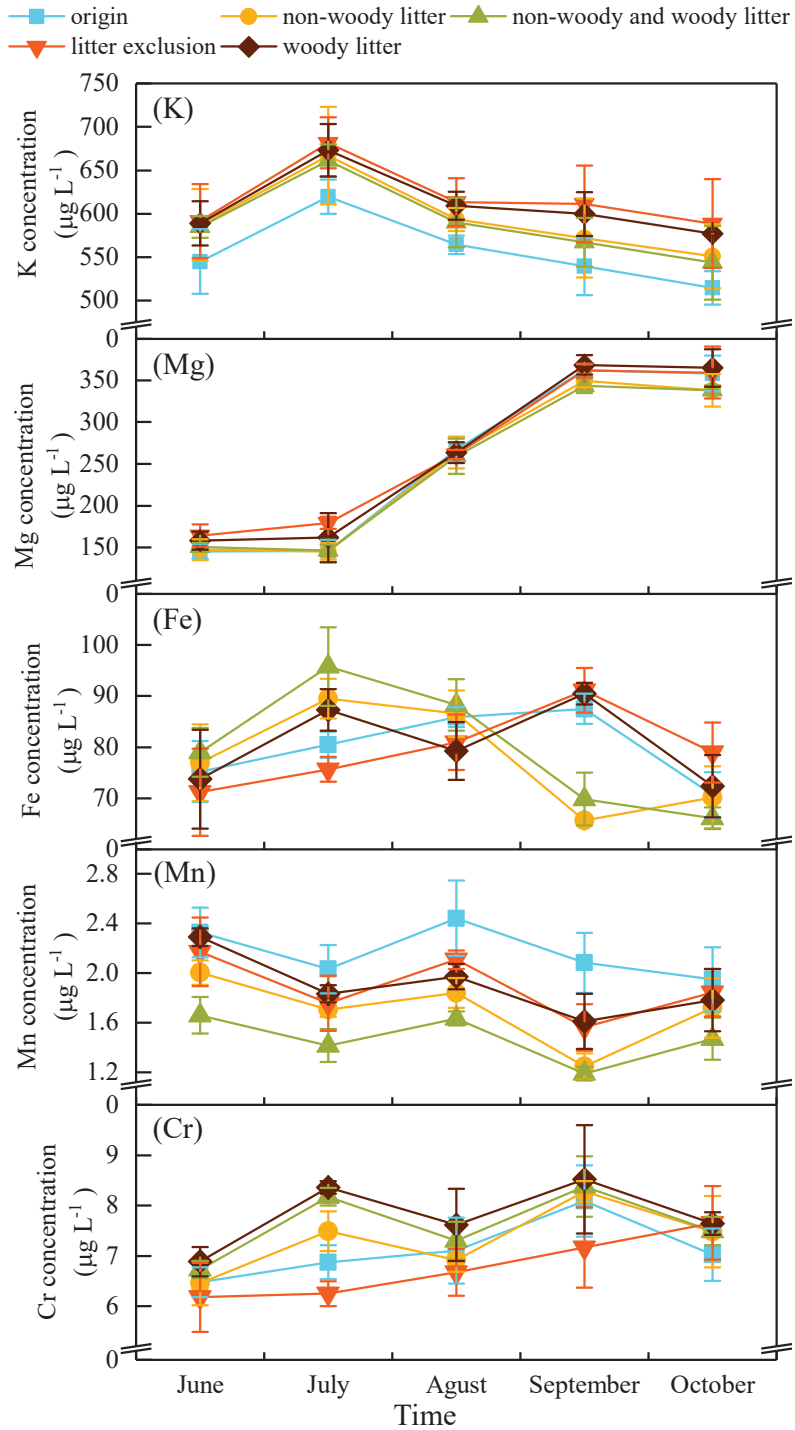 origin non-woody litter non-woody and woody litter
litter exclusion woody litter
(K)
K concentration
(μg L⁻¹)
750
700
650
600
550
500
0
(Mg)
Mg concentration
(μg L⁻¹)
350
300
250
200
150
0
(Fe)
Fe concentration
(μg L⁻¹)
100
90
80
70
0
(Mn)
Mn concentration
(μg L⁻¹)
2.8
2.4
2.0
1.6
1.2
0
(Cr)
Cr concentration
(μg L⁻¹)
9
8
7
6
0
June July Agust September October
Time